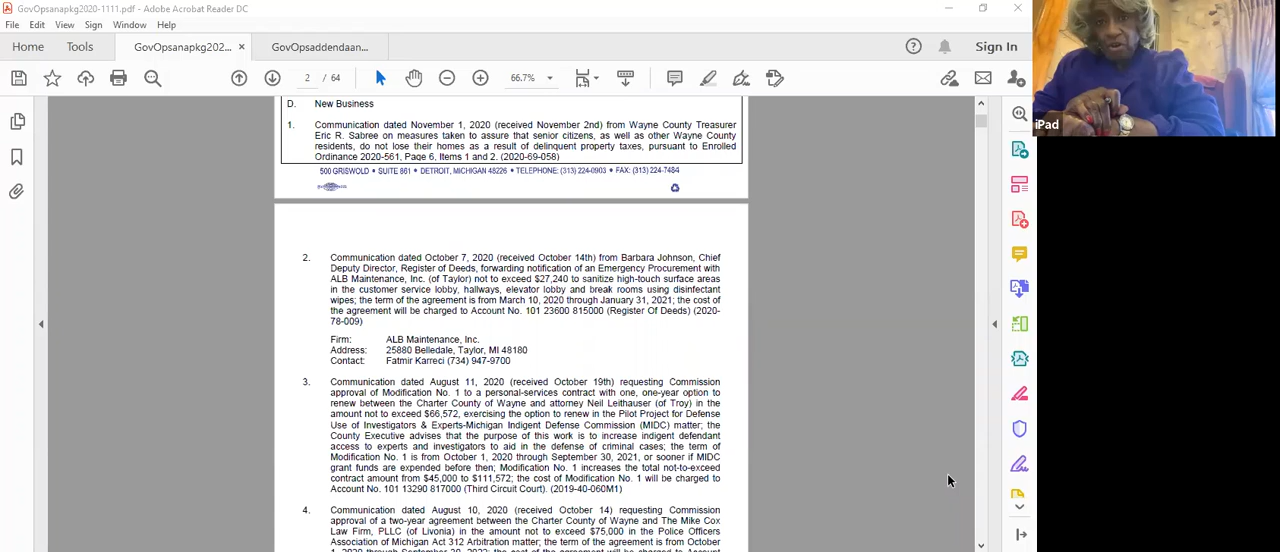 GovOpsanapkg2020-1111.pdf - Adobe Acrobat Reader DC
File Edit View Sign Window Help
Home Tools GovOpsanapkg202... × GovOpsaddendaan... Sign In
2 / 64 66.7%
D. New Business
1. Communication dated November 1, 2020 (received November 2nd) from Wayne County Treasurer
Eric R. Sabree on measures taken to assure that senior citizens, as well as other Wayne County
residents, do not lose their homes as a result of delinquent property taxes, pursuant to Enrolled
Ordinance 2020-561, Page 6, Items 1 and 2. (2020-69-058)
500 GRISWOLD • SUITE 861 • DETROIT, MICHIGAN 48226 • TELEPHONE: (313) 224-0903 • FAX: (313) 224-7484
2. Communication dated October 7, 2020 (received October 14th) from Barbara Johnson, Chief
Deputy Director, Register of Deeds, forwarding notification of an Emergency Procurement with
ALB Maintenance, Inc. (of Taylor) not to exceed $27,240 to sanitize high-touch surface areas
in the customer service lobby, hallways, elevator lobby and break rooms using disinfectant
wipes; the term of the agreement is from March 10, 2020 through January 31, 2021; the cost of
the agreement will be charged to Account No. 101 23600 815000 (Register Of Deeds) (2020-
78-009)
Firm: ALB Maintenance, Inc.
Address: 25880 Belledale, Taylor, MI 48180
Contact: Fatmir Karreci (734) 947-9700
3. Communication dated August 11, 2020 (received October 19th) requesting Commission
approval of Modification No. 1 to a personal-services contract with one, one-year option to
renew between the Charter County of Wayne and attorney Neil Leithauser (of Troy) in the
amount not to exceed $66,572, exercising the option to renew in the Pilot Project for Defense
Use of Investigators & Experts-Michigan Indigent Defense Commission (MIDC) matter; the
County Executive advises that the purpose of this work is to increase indigent defendant
access to experts and investigators to aid in the defense of criminal cases; the term of
Modification No. 1 is from October 1, 2020 through September 30, 2021, or sooner if MIDC
grant funds are expended before then; Modification No. 1 increases the total not-to-exceed
contract amount from $45,000 to $111,572; the cost of Modification No. 1 will be charged to
Account No. 101 13290 817000 (Third Circuit Court). (2019-40-060M1)
4. Communication dated August 10, 2020 (received October 14) requesting Commission
approval of a two-year agreement between the Charter County of Wayne and The Mike Cox
Law Firm, PLLC (of Livonia) in the amount not to exceed $75,000 in the Police Officers
Association of Michigan Act 312 Arbitration matter; the term of the agreement is from October
1, 2020 through September 30, 2022; the cost of the agreement will be charged to Account
iPad